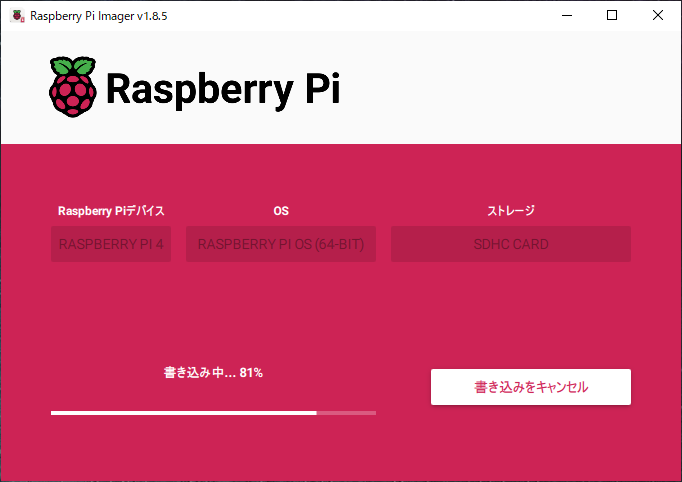 Raspberry Pi Imager v1.8.5
Raspberry Pi
Raspberry Piデバイス
OS
ストレージ
RASPBERRY PI 4
RASPBERRY PI OS (64-BIT)
SDHC CARD
書き込み中... 81%
書き込みをキャンセル